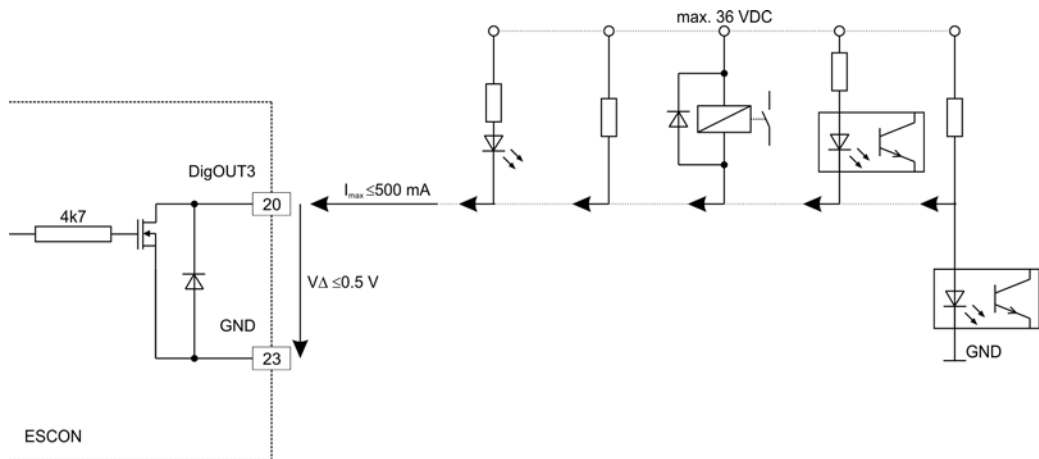 max. 36 VDC
DigOUT3
20
Imax ≤500 mA
4k7
V∆ ≤0.5 V
GND
23
GND
ESCON